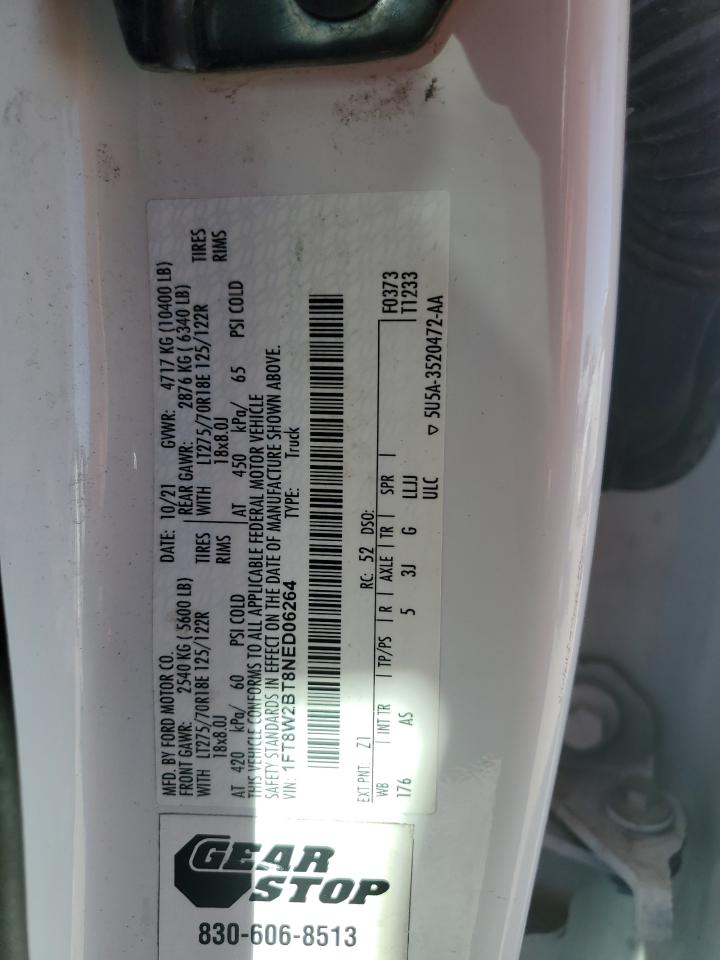 MFD. BY FORD MOTOR CO.
DATE: 10/21 GVWR: 4717 KG (10400 LB)
FRONT GAWR: 2540 KG ( 5600 LB)
REAR GAWR: 2876 KG ( 6340 LB)
WITH LT275/70R18E 125/122R TIRES
WITH LT275/70R18E 125/122R TIRES
18x8.0J RIMS
18x8.0J RIMS
AT 420 kPa/ 60 PSI COLD
AT 450 kPa/ 65 PSI COLD
THIS VEHICLE CONFORMS TO ALL APPLICABLE FEDERAL MOTOR VEHICLE
SAFETY STANDARDS IN EFFECT ON THE DATE OF MANUFACTURE SHOWN ABOVE.
VIN: 1FT8W2BT8NED06264 TYPE: Truck
EXT PNT: Z1 RC: 52 DSO: F0373
WB INT TR TP/PS R AXLE TR SPR T1233
176 AS 5 3J G LLJJ
ULC ▽ 5U5A-3520472-AA
GEAR
STOP
830-606-8513